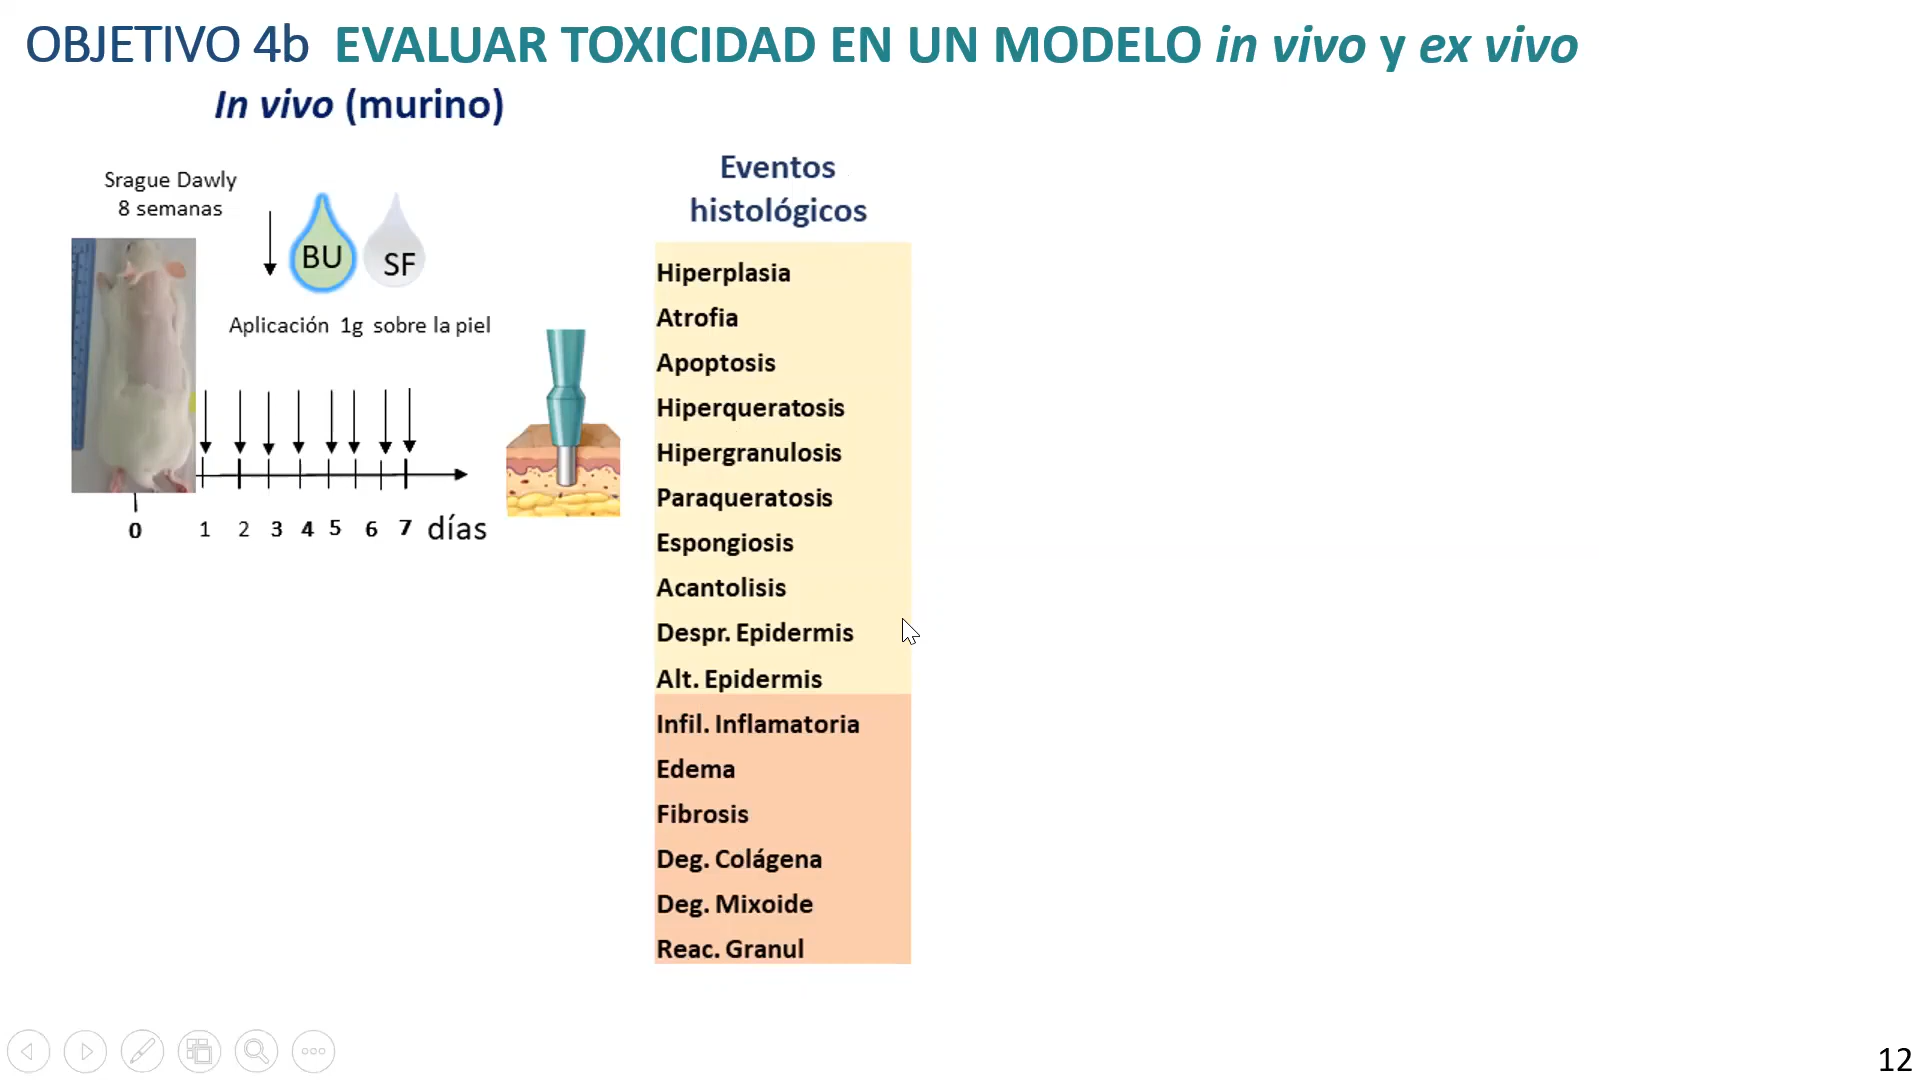 OBJETIVO 4b EVALUAR TOXICIDAD EN UN MODELO in vivo y ex vivo
In vivo (murino)
Srague Dawly
8 semanas
BU
SF
Aplicación 1g sobre la piel
0 1 2 3 4 5 6 7 días
Eventos
histológicos
Hiperplasia
Atrofia
Apoptosis
Hiperqueratosis
Hipergranulosis
Paraqueratosis
Espongiosis
Acantolisis
Despr. Epidermis
Alt. Epidermis
Infil. Inflamatoria
Edema
Fibrosis
Deg. Colágena
Deg. Mixoide
Reac. Granul
12